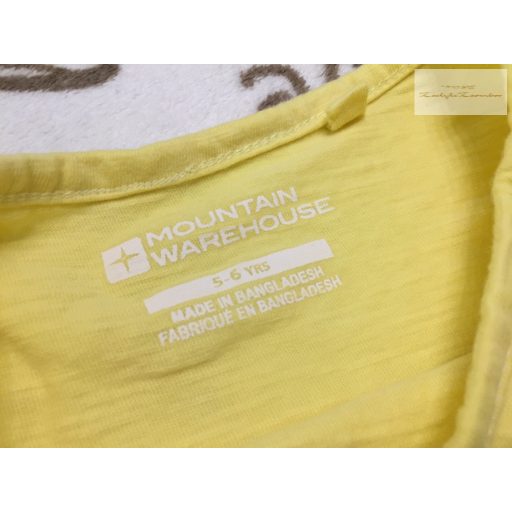 MOUNTAIN
WAREHOUSE
5-6 YRS
MADE IN BANGLADESH
FABRIQUÉ EN BANGLADESH